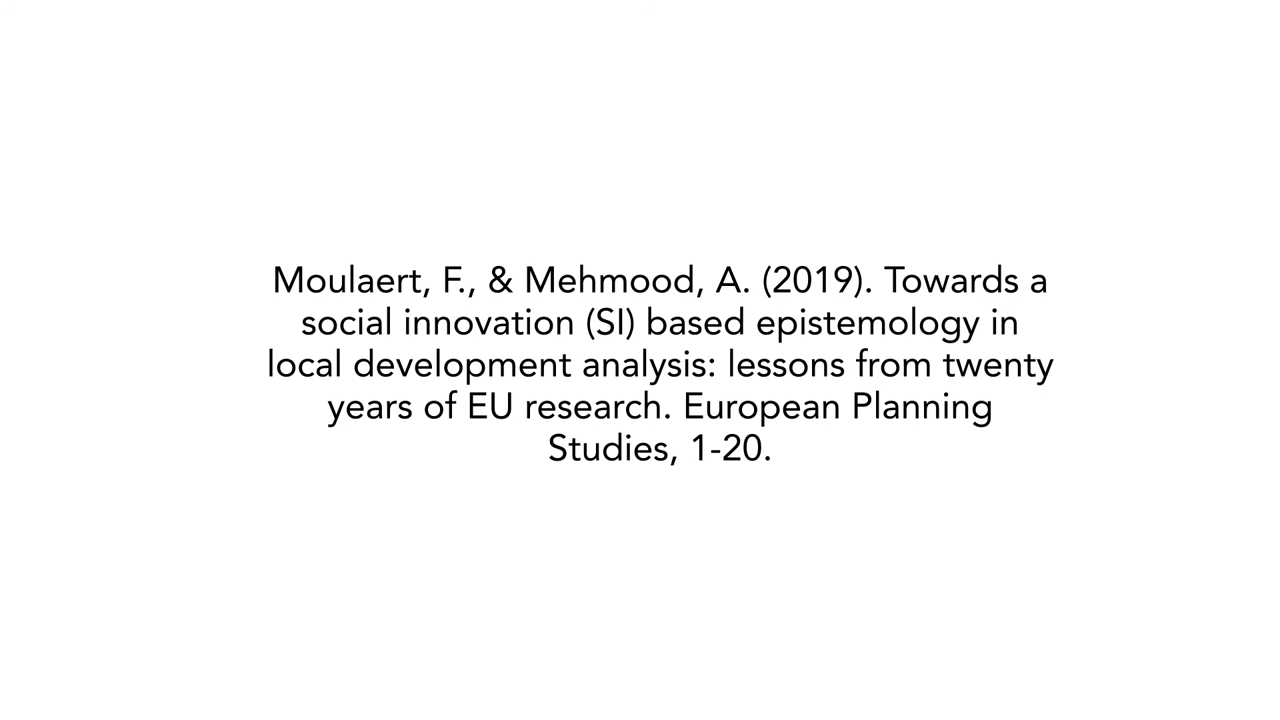 Moulaert, F., & Mehmood, A. (2019). Towards a
social innovation (SI) based epistemology in
local development analysis: lessons from twenty
years of EU research. European Planning
Studies, 1-20.